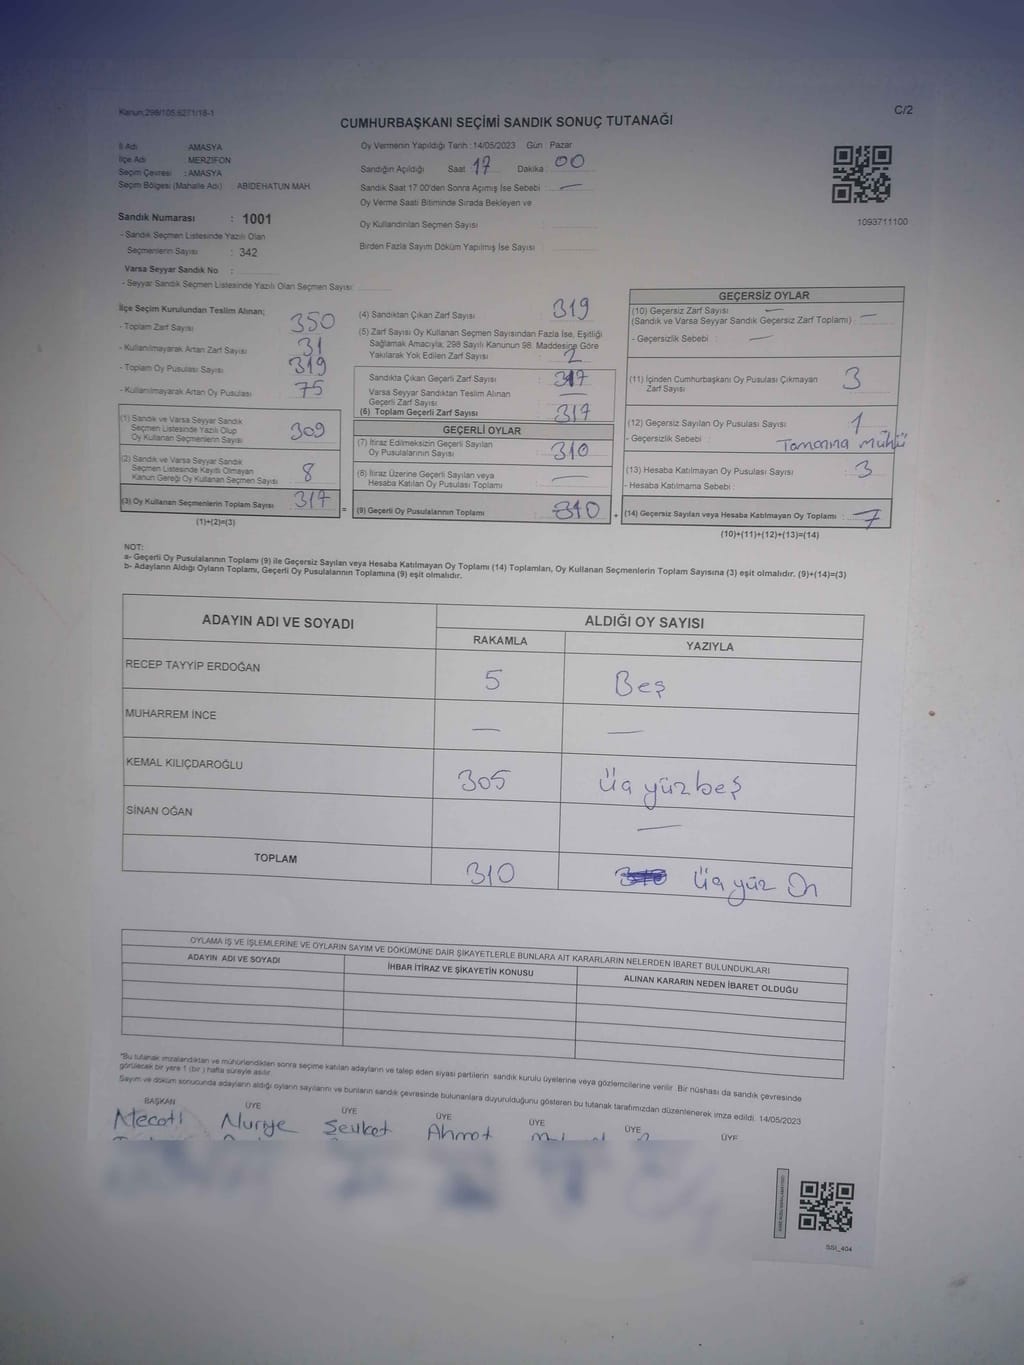 Kanun:298/105,6271/16-1
C/2
CUMHURBAŞKANI SEÇİMİ SANDIK SONUÇ TUTANAĞI
İl Adı : AMASYA
İlçe Adı : MERZİFON
Seçim Çevresi : AMASYA
Seçim Bölgesi (Mahalle Adı) : ABIDEHATUN MAH
Sandık Numarası : 1001
- Sandık Seçmen Listesinde Yazılı Olan
Seçmenlerin Sayısı : 342
Varsa Seyyar Sandık No :
- Seyyar Sandık Seçmen Listesinde Yazılı Olan Seçmen Sayısı :
Oy Vermenin Yapıldığı Tarih :14/05/2023 Gün : Pazar
Sandığın Açıldığı Saat 17 Dakika : 00
Sandık Saat 17:00'den Sonra Açılmış İse Sebebi : —
Oy Verme Saati Bitiminde Sırada Bekleyen ve
Oy Kullandırılan Seçmen Sayısı :
Birden Fazla Sayım Döküm Yapılmış İse Sayısı :
1093711100
İlçe Seçim Kurulundan Teslim Alınan;
- Toplam Zarf Sayısı : 350
- Kullanılmayarak Artan Zarf Sayısı : 31
- Toplam Oy Pusulası Sayısı : 319
- Kullanılmayarak Artan Oy Pusulası : 75
(1) Sandık ve Varsa Seyyar Sandık
Seçmen Listesinde Yazılı Olup
Oy Kullanan Seçmenlerin Sayısı : 309
(2) Sandık ve Varsa Seyyar Sandık
Seçmen Listesinde Kayıtlı Olmayan
Kanun Gereği Oy Kullanan Seçmen Sayısı : 8
(3) Oy Kullanan Seçmenlerin Toplam Sayısı : 317
(1)+(2)=(3)
(4) Sandıktan Çıkan Zarf Sayısı : 319
(5) Zarf Sayısı Oy Kullanan Seçmen Sayısından Fazla İse, Eşitliği
Sağlamak Amacıyla; 298 Sayılı Kanunun 98. Maddesine Göre
Yakılarak Yok Edilen Zarf Sayısı : 2
Sandıkta Çıkan Geçerli Zarf Sayısı : 317
Varsa Seyyar Sandıktan Teslim Alınan
Geçerli Zarf Sayısı : —
(6) Toplam Geçerli Zarf Sayısı : 317
GEÇERLİ OYLAR
(7) İtiraz Edilmeksizin Geçerli Sayılan
Oy Pusulalarının Sayısı : 310
(8) İtiraz Üzerine Geçerli Sayılan veya
Hesaba Katılan Oy Pusulası Toplamı : —
= (9) Geçerli Oy Pusulalarının Toplamı : 310 +
GEÇERSİZ OYLAR
(10) Geçersiz Zarf Sayısı : —
(Sandık ve Varsa Seyyar Sandık Geçersiz Zarf Toplamı) : —
- Geçersizlik Sebebi : —
(11) İçinden Cumhurbaşkanı Oy Pusulası Çıkmayan
Zarf Sayısı : 3
(12) Geçersiz Sayılan Oy Pusulası Sayısı : 1
- Geçersizlik Sebebi : Tamamına Mühü
(13) Hesaba Katılmayan Oy Pusulası Sayısı : 3
- Hesaba Katılmama Sebebi :
(14) Geçersiz Sayılan veya Hesaba Katılmayan Oy Toplamı : 7
(10)+(11)+(12)+(13)=(14)
NOT:
a- Geçerli Oy Pusulalarının Toplamı (9) ile Geçersiz Sayılan veya Hesaba Katılmayan Oy Toplamı (14) Toplamları, Oy Kullanan Seçmenlerin Toplam Sayısına (3) eşit olmalıdır. (9)+(14)=(3)
b- Adayların Aldığı Oyların Toplamı, Geçerli Oy Pusulalarının Toplamına (9) eşit olmalıdır.
ADAYIN ADI VE SOYADI ALDIĞI OY SAYISI
RAKAMLA YAZIYLA
RECEP TAYYİP ERDOĞAN 5 Beş
MUHARREM İNCE — —
KEMAL KILIÇDAROĞLU 305 Üç yüz beş
SİNAN OĞAN —
TOPLAM 310 Üç yüz On
OYLAMA İŞ VE İŞLEMLERİNE VE OYLARIN SAYIM VE DÖKÜMÜNE DAİR ŞİKAYETLERLE BUNLARA AİT KARARLARIN NELERDEN İBARET BULUNDUKLARI
ADAYIN ADI VE SOYADI İHBAR İTİRAZ VE ŞİKAYETİN KONUSU ALINAN KARARIN NEDEN İBARET OLDUĞU
*Bu tutanak imzalandıktan ve mühürlendikten sonra seçime katılan adayların ve talep eden siyasi partilerin sandık kurulu üyelerine veya gözlemcilerine verilir. Bir nüshası da sandık çevresinde
görülecek bir yere 1 (bir ) hafta süreyle asılır.
Sayım ve döküm sonucunda adayların aldığı oyların sayılarını ve bunların sandık çevresinde bulunanlara duyurulduğunu gösteren bu tutanak tarafımızdan düzenlenerek imza edildi. 14/05/2023
BAŞKAN ÜYE ÜYE ÜYE ÜYE ÜYE ÜYE
Necati Nuriye Şevket Ahmet
SSI_404